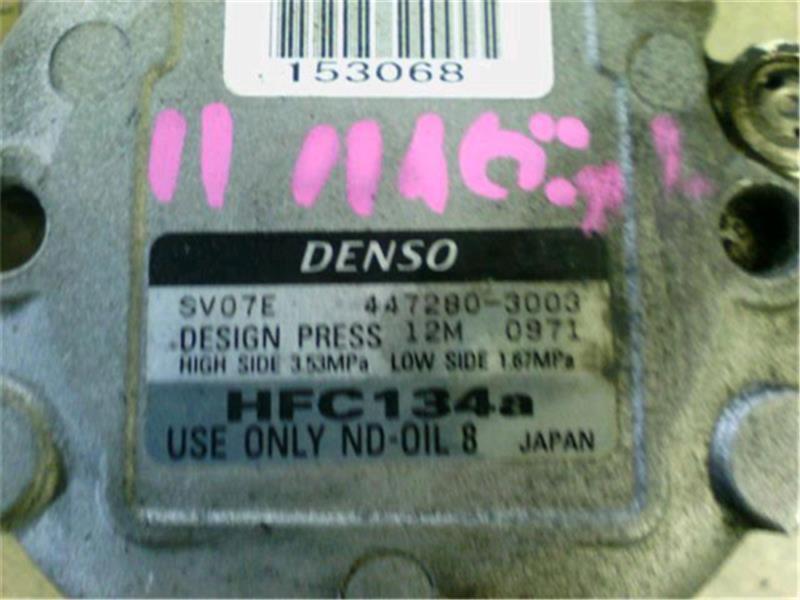 153068
DENSO
SV07E 447280-3003
DESIGN PRESS 12M 0971
HIGH SIDE 3.53MPa LOW SIDE 1.67MPa
HFC134a
USE ONLY ND-OIL 8 JAPAN